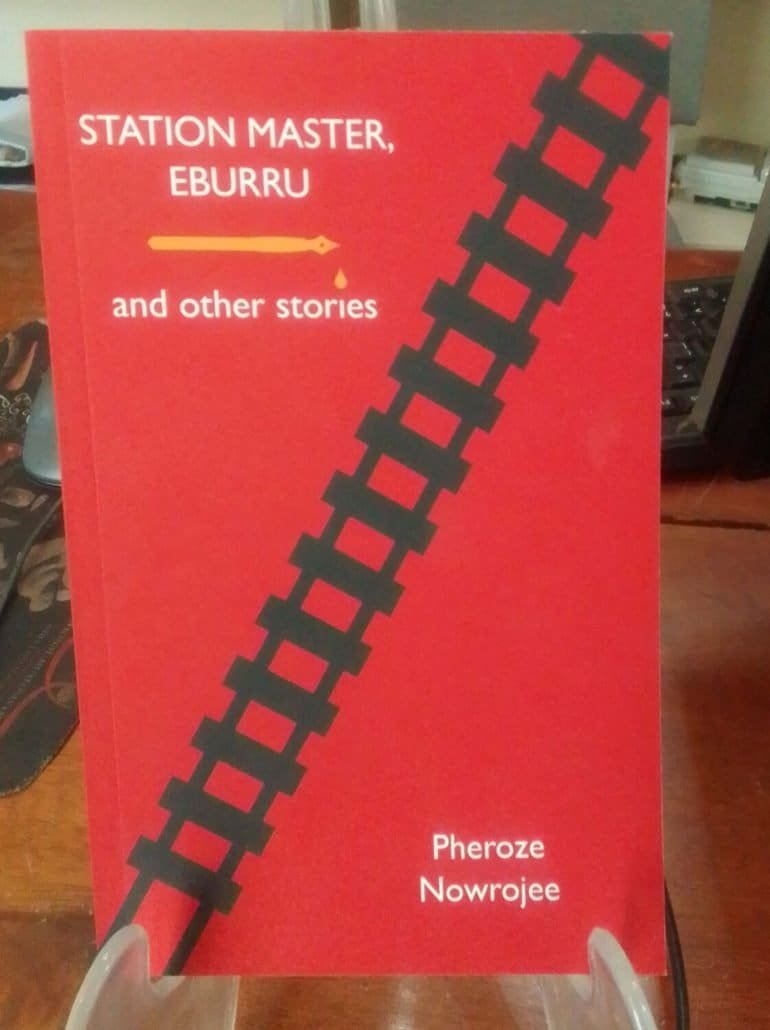 STATION MASTER,
EBURRU
and other stories
Pheroze
Nowrojee